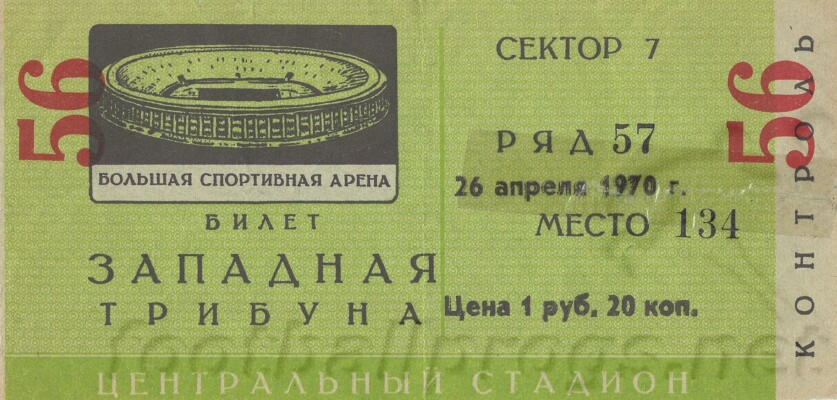 56
БОЛЬШАЯ СПОРТИВНАЯ АРЕНА
БИЛЕТ
ЗАПАДНАЯ
ТРИБУНА
ЦЕНТРАЛЬНЫЙ СТАДИОН
СЕКТОР 7
РЯД 57
26 апреля 1970 г.
МЕСТО 134
Цена 1 руб. 20 коп.
56
КОНТРОЛЬ
footballprogs.net